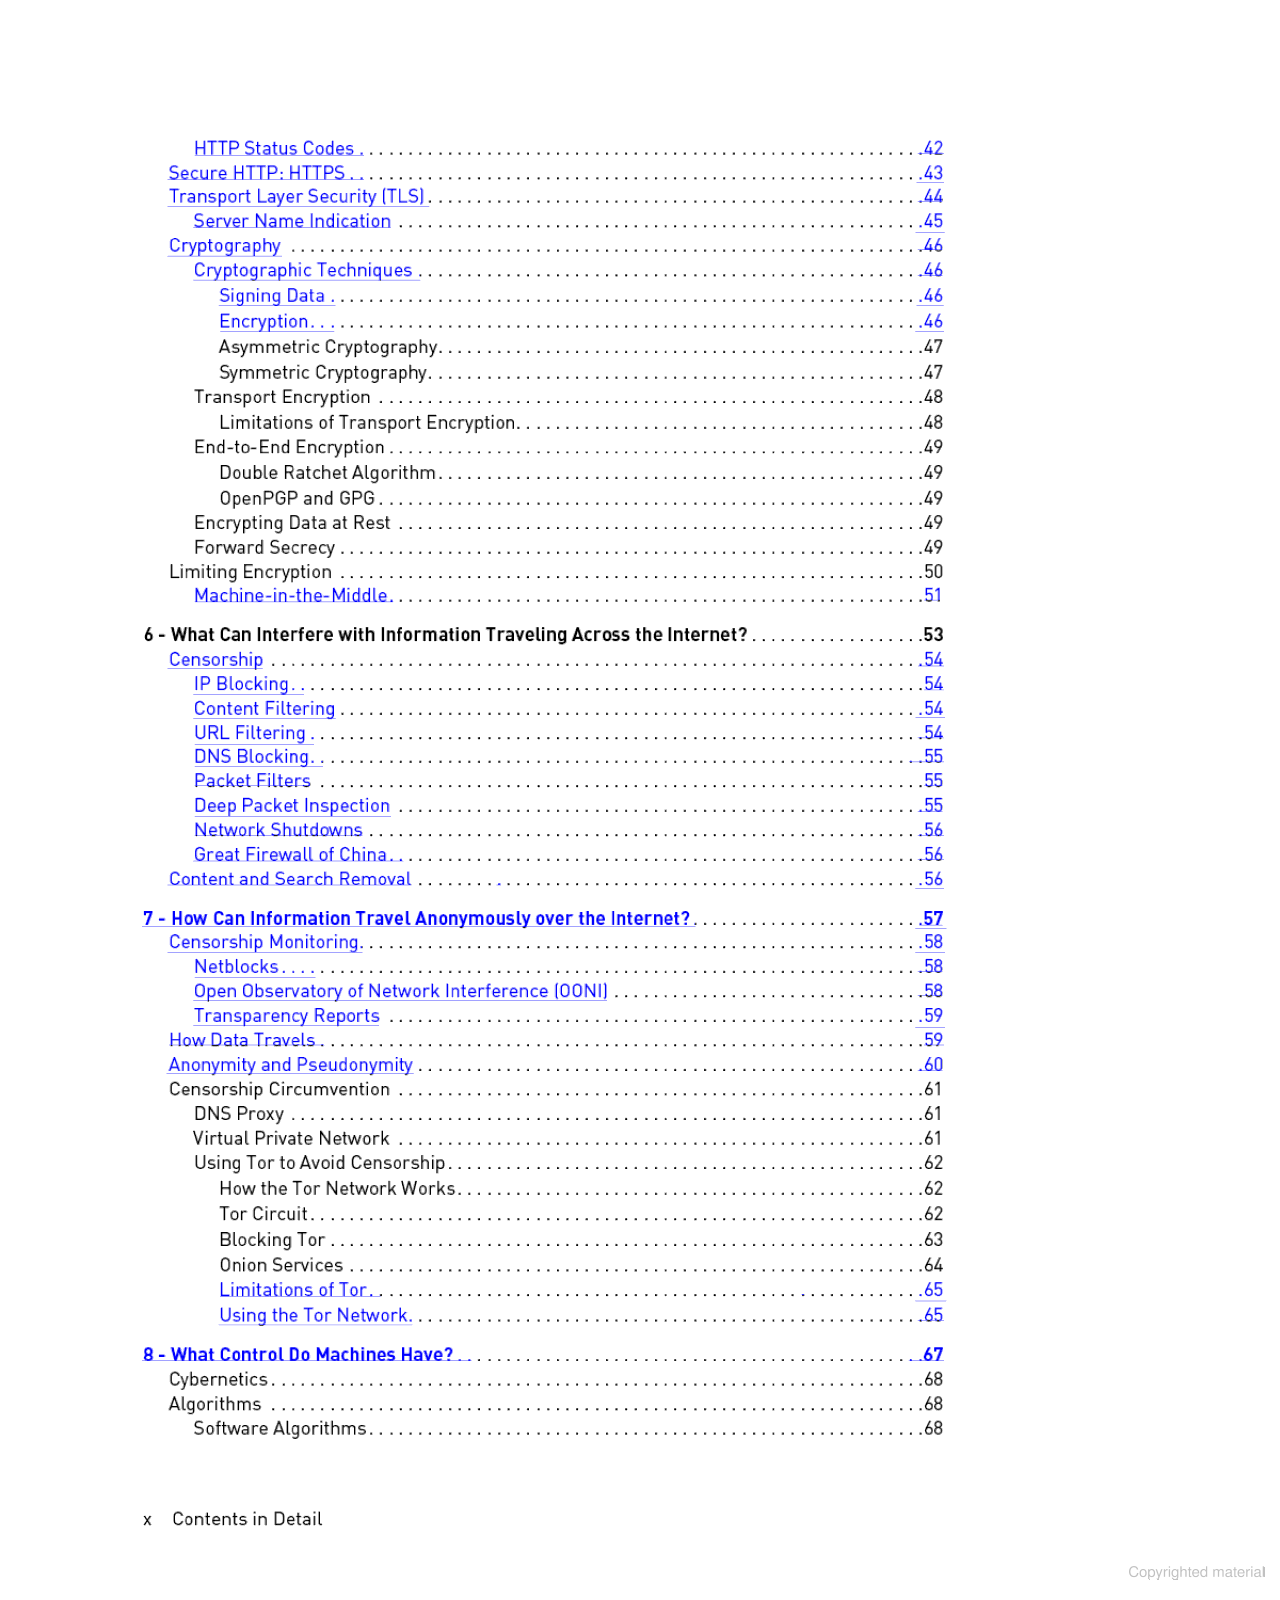 HTTP Status Codes . . . . . . . . . . . . . . . . . . . . 42
Secure HTTP: HTTPS . . . . . . . . . . . . . . . . . . . . 43
Transport Layer Security (TLS) . . . . . . . . . . . . . . . . . . . . 44
Server Name Indication . . . . . . . . . . . . . . . . . . . . 45
Cryptography . . . . . . . . . . . . . . . . . . . . 46
Cryptographic Techniques . . . . . . . . . . . . . . . . . . . . 46
Signing Data . . . . . . . . . . . . . . . . . . . . 46
Encryption . . . . . . . . . . . . . . . . . . . . 46
Asymmetric Cryptography . . . . . . . . . . . . . . . . . . . . 47
Symmetric Cryptography . . . . . . . . . . . . . . . . . . . . 47
Transport Encryption . . . . . . . . . . . . . . . . . . . . 48
Limitations of Transport Encryption . . . . . . . . . . . . . . . . . . . . 48
End-to-End Encryption . . . . . . . . . . . . . . . . . . . . 49
Double Ratchet Algorithm . . . . . . . . . . . . . . . . . . . . 49
OpenPGP and GPG . . . . . . . . . . . . . . . . . . . . 49
Encrypting Data at Rest . . . . . . . . . . . . . . . . . . . . 49
Forward Secrecy . . . . . . . . . . . . . . . . . . . . 49
Limiting Encryption . . . . . . . . . . . . . . . . . . . . 50
Machine-in-the-Middle . . . . . . . . . . . . . . . . . . . . 51
6 - What Can Interfere with Information Traveling Across the Internet? . . . . . . . . . . . . . . . . . . 53
Censorship . . . . . . . . . . . . . . . . . . . . 54
IP Blocking . . . . . . . . . . . . . . . . . . . . 54
Content Filtering . . . . . . . . . . . . . . . . . . . . 54
URL Filtering . . . . . . . . . . . . . . . . . . . . 54
DNS Blocking . . . . . . . . . . . . . . . . . . . . 55
Packet Filters . . . . . . . . . . . . . . . . . . . . 55
Deep Packet Inspection . . . . . . . . . . . . . . . . . . . . 55
Network Shutdowns . . . . . . . . . . . . . . . . . . . . 56
Great Firewall of China . . . . . . . . . . . . . . . . . . . . 56
Content and Search Removal . . . . . . . . . . . . . . . . . . . . 56
7 - How Can Information Travel Anonymously over the Internet? . . . . . . . . . . . . . . . . . . . . 57
Censorship Monitoring . . . . . . . . . . . . . . . . . . . . 58
Netblocks . . . . . . . . . . . . . . . . . . . . 58
Open Observatory of Network Interference (OONI) . . . . . . . . . . . . . . . . . . . . 58
Transparency Reports . . . . . . . . . . . . . . . . . . . . 59
How Data Travels . . . . . . . . . . . . . . . . . . . . 59
Anonymity and Pseudonymity . . . . . . . . . . . . . . . . . . . . 60
Censorship Circumvention . . . . . . . . . . . . . . . . . . . . 61
DNS Proxy . . . . . . . . . . . . . . . . . . . . 61
Virtual Private Network . . . . . . . . . . . . . . . . . . . . 61
Using Tor to Avoid Censorship . . . . . . . . . . . . . . . . . . . . 62
How the Tor Network Works . . . . . . . . . . . . . . . . . . . . 62
Tor Circuit . . . . . . . . . . . . . . . . . . . . 62
Blocking Tor . . . . . . . . . . . . . . . . . . . . 63
Onion Services . . . . . . . . . . . . . . . . . . . . 64
Limitations of Tor . . . . . . . . . . . . . . . . . . . . 65
Using the Tor Network . . . . . . . . . . . . . . . . . . . . 65
8 - What Control Do Machines Have? . . . . . . . . . . . . . . . . . . . . 67
Cybernetics . . . . . . . . . . . . . . . . . . . . 68
Algorithms . . . . . . . . . . . . . . . . . . . . 68
Software Algorithms . . . . . . . . . . . . . . . . . . . . 68
x Contents in Detail
Copyrighted material